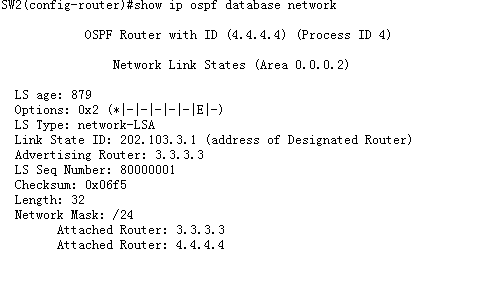 SW2(config-router)#show ip ospf database network
OSPF Router with ID (4.4.4.4) (Process ID 4)
Network Link States (Area 0.0.0.2)
LS age: 879
Options: 0x2 (*|-|-|-|-|-|E|-)
LS Type: network-LSA
Link State ID: 202.103.3.1 (address of Designated Router)
Advertising Router: 3.3.3.3
LS Seq Number: 80000001
Checksum: 0x06f5
Length: 32
Network Mask: /24
Attached Router: 3.3.3.3
Attached Router: 4.4.4.4